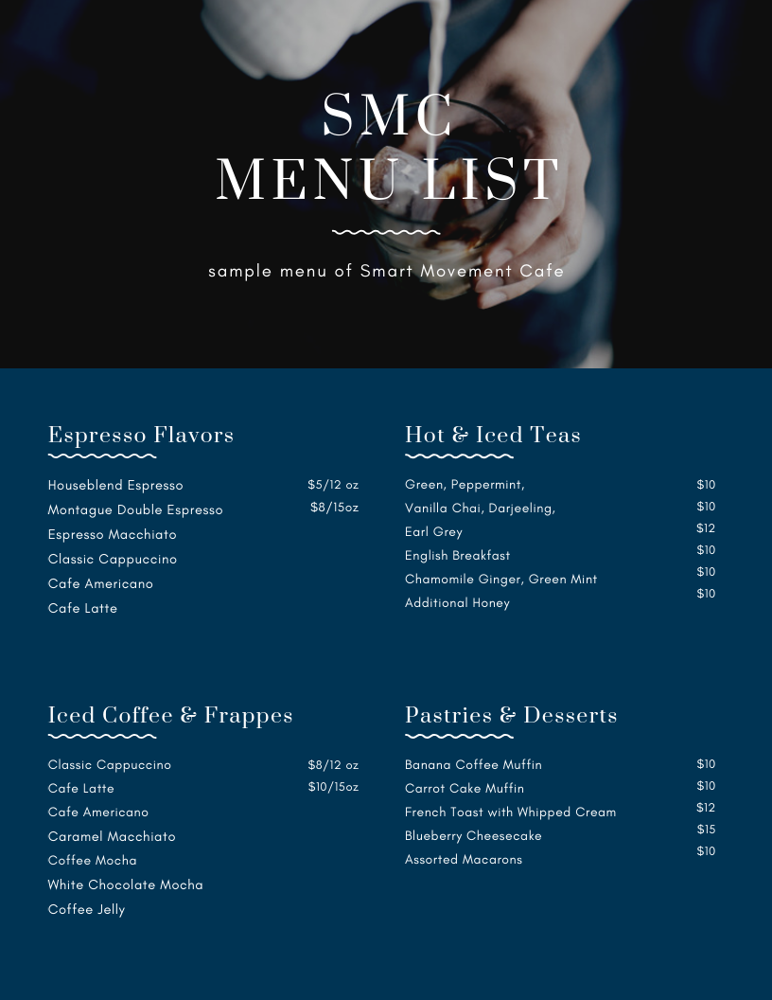 SMC
MENU LIST
sample menu of Smart Movement Cafe
Espresso Flavors
Houseblend Espresso $5/12 oz
Montague Double Espresso $8/15oz
Espresso Macchiato
Classic Cappuccino
Cafe Americano
Cafe Latte
Hot & Iced Teas
Green, Peppermint, $10
Vanilla Chai, Darjeeling, $10
Earl Grey $12
English Breakfast $10
Chamomile Ginger, Green Mint $10
Additional Honey $10
Iced Coffee & Frappes
Classic Cappuccino $8/12 oz
Cafe Latte $10/15oz
Cafe Americano
Caramel Macchiato
Coffee Mocha
White Chocolate Mocha
Coffee Jelly
Pastries & Desserts
Banana Coffee Muffin $10
Carrot Cake Muffin $10
French Toast with Whipped Cream $12
Blueberry Cheesecake $15
Assorted Macarons $10